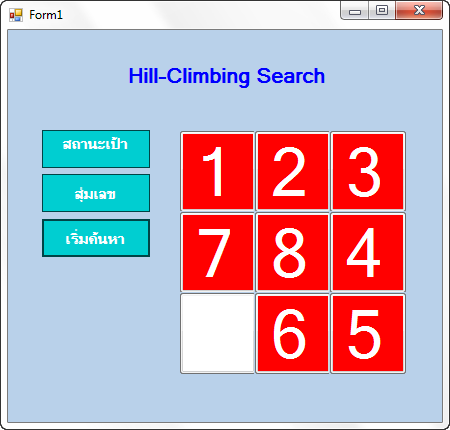 Form1
Hill-Climbing Search
สถานะเป้า
สุ่มเลข
เริ่มค้นหา
1 2 3
7 8 4
6 5